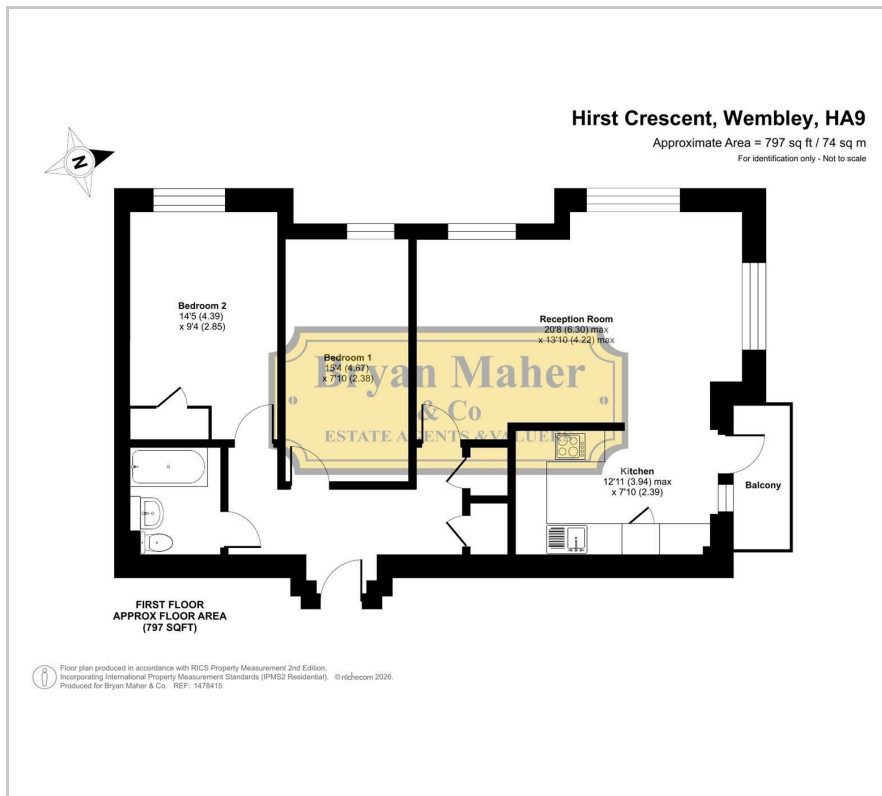 Hirst Crescent, Wembley, HA9
Approximate Area = 797 sq ft / 74 sq m
For identification only - Not to scale
N
Bedroom 2
14'5 (4.39)
x 9'4 (2.85)
Reception Room
20'8 (6.30) max
x 13'10 (4.22) max
Bedroom 1
15'4 (4.67)
x 7'10 (2.38)
Bryan Maher
& Co
ESTATE AGENTS & VALUERS
Kitchen
12'11 (3.94) max
x 7'10 (2.39)
Balcony
FIRST FLOOR
APPROX FLOOR AREA
(797 SQFT)
Floor plan produced in accordance with RICS Property Measurement 2nd Edition,
Incorporating International Property Measurement Standards (IPMS2 Residential). © nichecom 2026.
Produced for Bryan Maher & Co. REF: 1478415